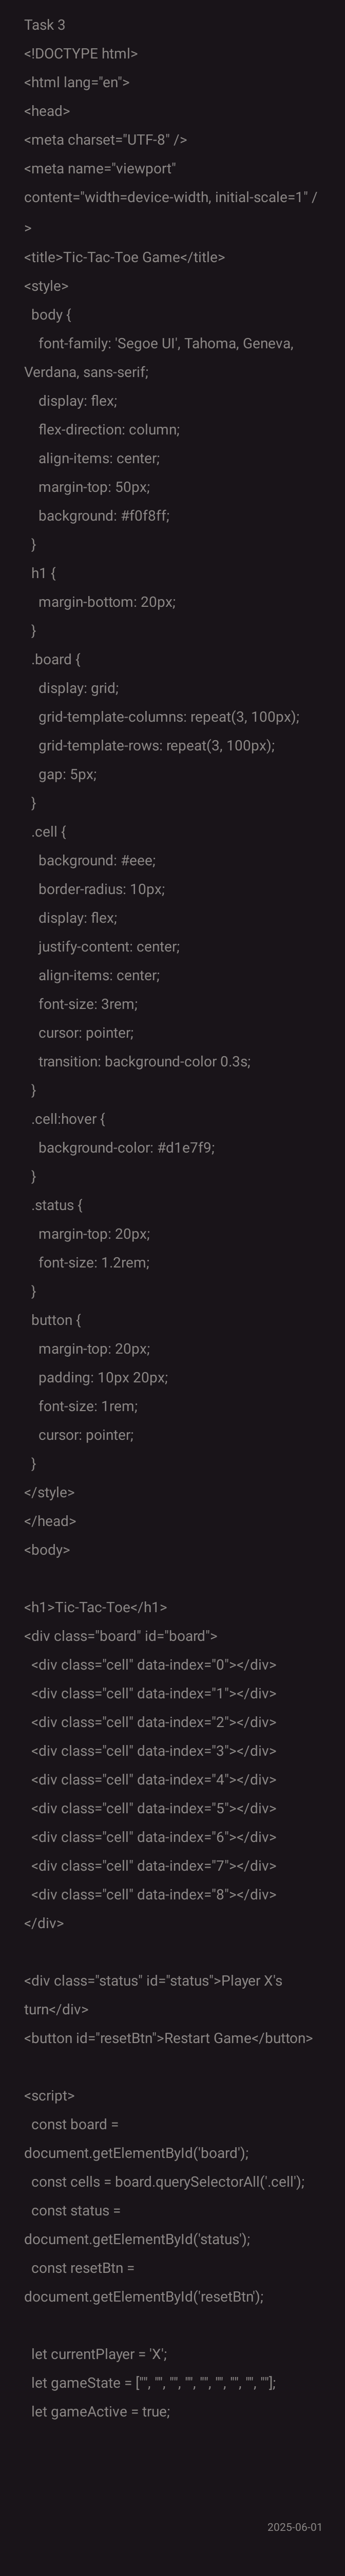 Task 3
<!DOCTYPE html>
<html lang="en">
<head>
<meta charset="UTF-8" />
<meta name="viewport"
content="width=device-width, initial-scale=1" /
>
<title>Tic-Tac-Toe Game</title>
<style>
  body {
    font-family: 'Segoe UI', Tahoma, Geneva,
Verdana, sans-serif;
    display: flex;
    flex-direction: column;
    align-items: center;
    margin-top: 50px;
    background: #f0f8ff;
  }
  h1 {
    margin-bottom: 20px;
  }
  .board {
    display: grid;
    grid-template-columns: repeat(3, 100px);
    grid-template-rows: repeat(3, 100px);
    gap: 5px;
  }
  .cell {
    background: #eee;
    border-radius: 10px;
    display: flex;
    justify-content: center;
    align-items: center;
    font-size: 3rem;
    cursor: pointer;
    transition: background-color 0.3s;
  }
  .cell:hover {
    background-color: #d1e7f9;
  }
  .status {
    margin-top: 20px;
    font-size: 1.2rem;
  }
  button {
    margin-top: 20px;
    padding: 10px 20px;
    font-size: 1rem;
    cursor: pointer;
  }
</style>
</head>
<body>

<h1>Tic-Tac-Toe</h1>
<div class="board" id="board">
  <div class="cell" data-index="0"></div>
  <div class="cell" data-index="1"></div>
  <div class="cell" data-index="2"></div>
  <div class="cell" data-index="3"></div>
  <div class="cell" data-index="4"></div>
  <div class="cell" data-index="5"></div>
  <div class="cell" data-index="6"></div>
  <div class="cell" data-index="7"></div>
  <div class="cell" data-index="8"></div>
</div>

<div class="status" id="status">Player X's
turn</div>
<button id="resetBtn">Restart Game</button>

<script>
  const board =
document.getElementById('board');
  const cells = board.querySelectorAll('.cell');
  const status =
document.getElementById('status');
  const resetBtn =
document.getElementById('resetBtn');

  let currentPlayer = 'X';
  let gameState = ["", "", "", "", "", "", "", "", ""];
  let gameActive = true;

2025-06-01